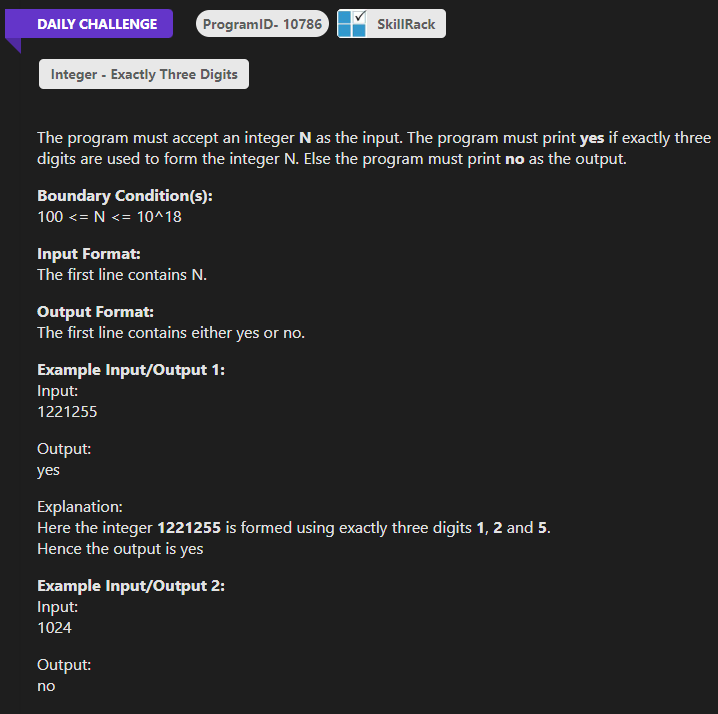 DAILY CHALLENGE
ProgramID- 10786
SkillRack
Integer - Exactly Three Digits
The program must accept an integer N as the input. The program must print yes if exactly three
digits are used to form the integer N. Else the program must print no as the output.
Boundary Condition(s):
100 <= N <= 10^18
Input Format:
The first line contains N.
Output Format:
The first line contains either yes or no.
Example Input/Output 1:
Input:
1221255
Output:
yes
Explanation:
Here the integer 1221255 is formed using exactly three digits 1, 2 and 5.
Hence the output is yes
Example Input/Output 2:
Input:
1024
Output:
no